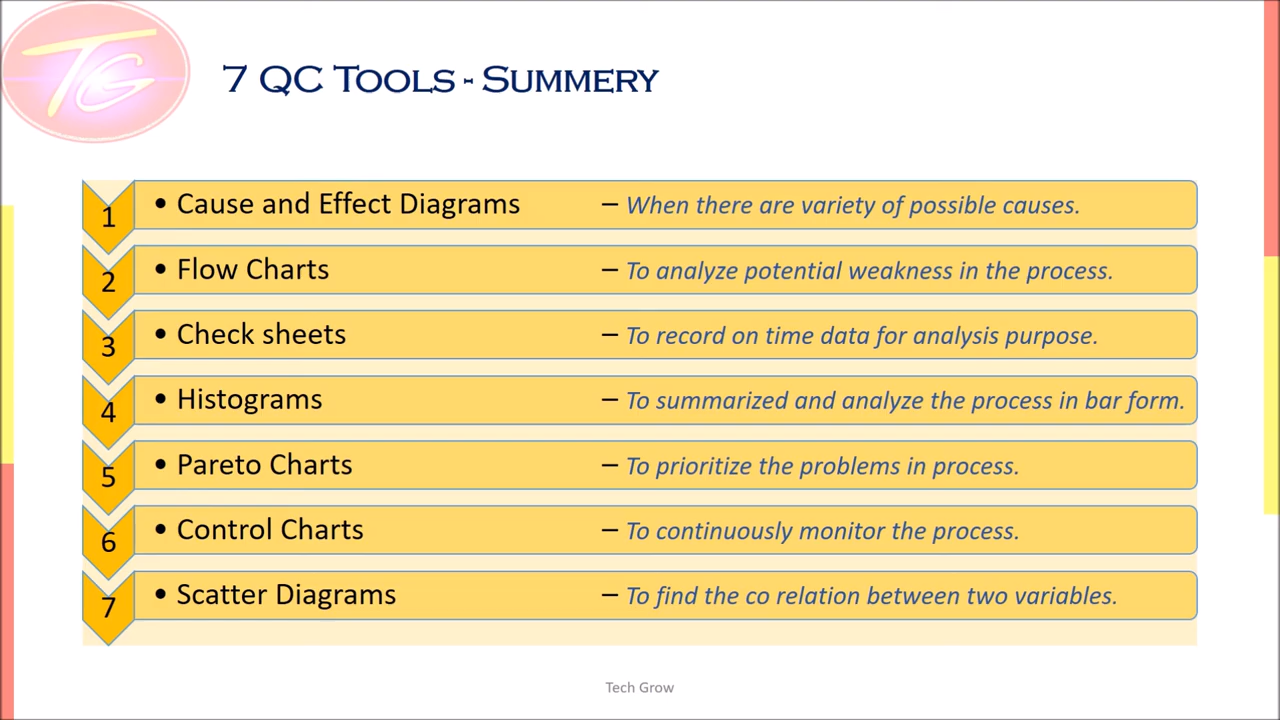 TG
7 QC Tools - Summery
1 • Cause and Effect Diagrams – When there are variety of possible causes.
2 • Flow Charts – To analyze potential weakness in the process.
3 • Check sheets – To record on time data for analysis purpose.
4 • Histograms – To summarized and analyze the process in bar form.
5 • Pareto Charts – To prioritize the problems in process.
6 • Control Charts – To continuously monitor the process.
7 • Scatter Diagrams – To find the co relation between two variables.
Tech Grow